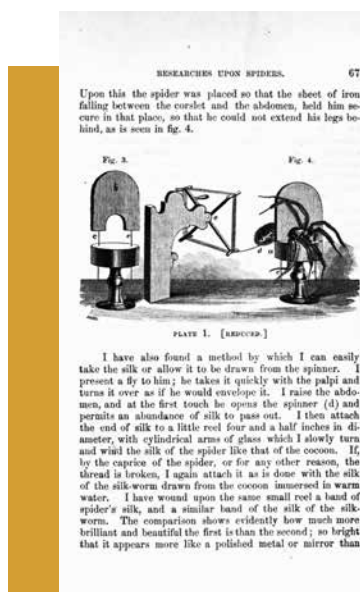 RESEARCHES UPON SPIDERS. 67
Upon this the spider was placed so that the sheet of iron
falling between the corslet and the abdomen, held him se-
cure in that place, so that he could not extend his legs be-
hind, as is seen in fig. 4.
Fig. 3. Fig. 4.
b
c c
d
PLATE 1. [REDUCED.]
I have also found a method by which I can easily
take the silk or allow it to be drawn from the spinner. I
present a fly to him; he takes it quickly with the palpi and
turns it over as if he would envelope it. I raise the abdo-
men, and at the first touch he opens the spinner (d) and
permits an abundance of silk to pass out. I then attach
the end of silk to a little reel four and a half inches in di-
ameter, with cylindrical arms of glass which I slowly turn
and wind the silk of the spider like that of the cocoon. If,
by the caprice of the spider, or for any other reason, the
thread is broken, I again attach it as is done with the silk
of the silk-worm drawn from the cocoon immersed in warm
water. I have wound upon the same small reel a band of
spider's silk, and a similar band of the silk of the silk-
worm. The comparison shows evidently how much more
brilliant and beautiful the first is than the second; so bright
that it appears more like a polished metal or mirror than